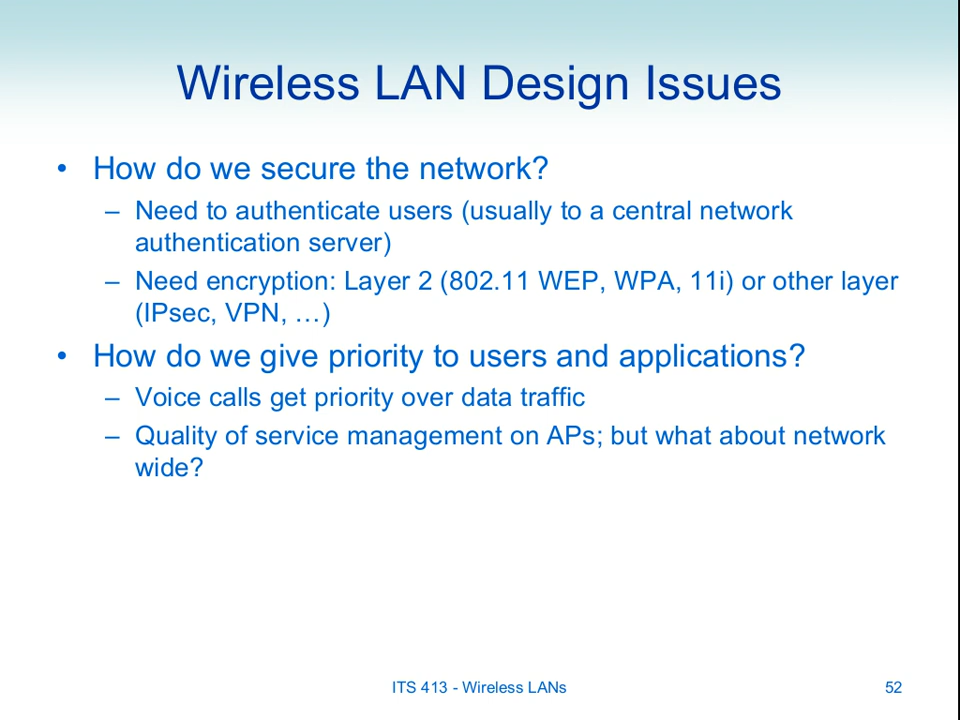 Wireless LAN Design Issues
• How do we secure the network?
– Need to authenticate users (usually to a central network
authentication server)
– Need encryption: Layer 2 (802.11 WEP, WPA, 11i) or other layer
(IPsec, VPN, …)
• How do we give priority to users and applications?
– Voice calls get priority over data traffic
– Quality of service management on APs; but what about network
wide?
ITS 413 - Wireless LANs
52